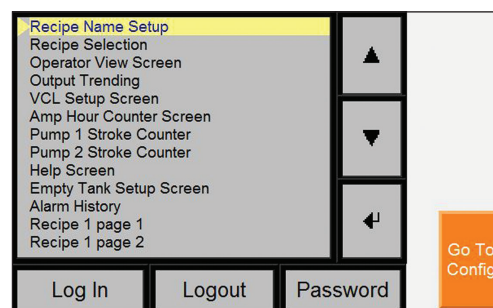 Recipe Name Setup
Recipe Selection
Operator View Screen
Output Trending
VCL Setup Screen
Amp Hour Counter Screen
Pump 1 Stroke Counter
Pump 2 Stroke Counter
Help Screen
Empty Tank Setup Screen
Alarm History
Recipe 1 page 1
Recipe 1 page 2
Go To
Config
Log In
Logout
Password